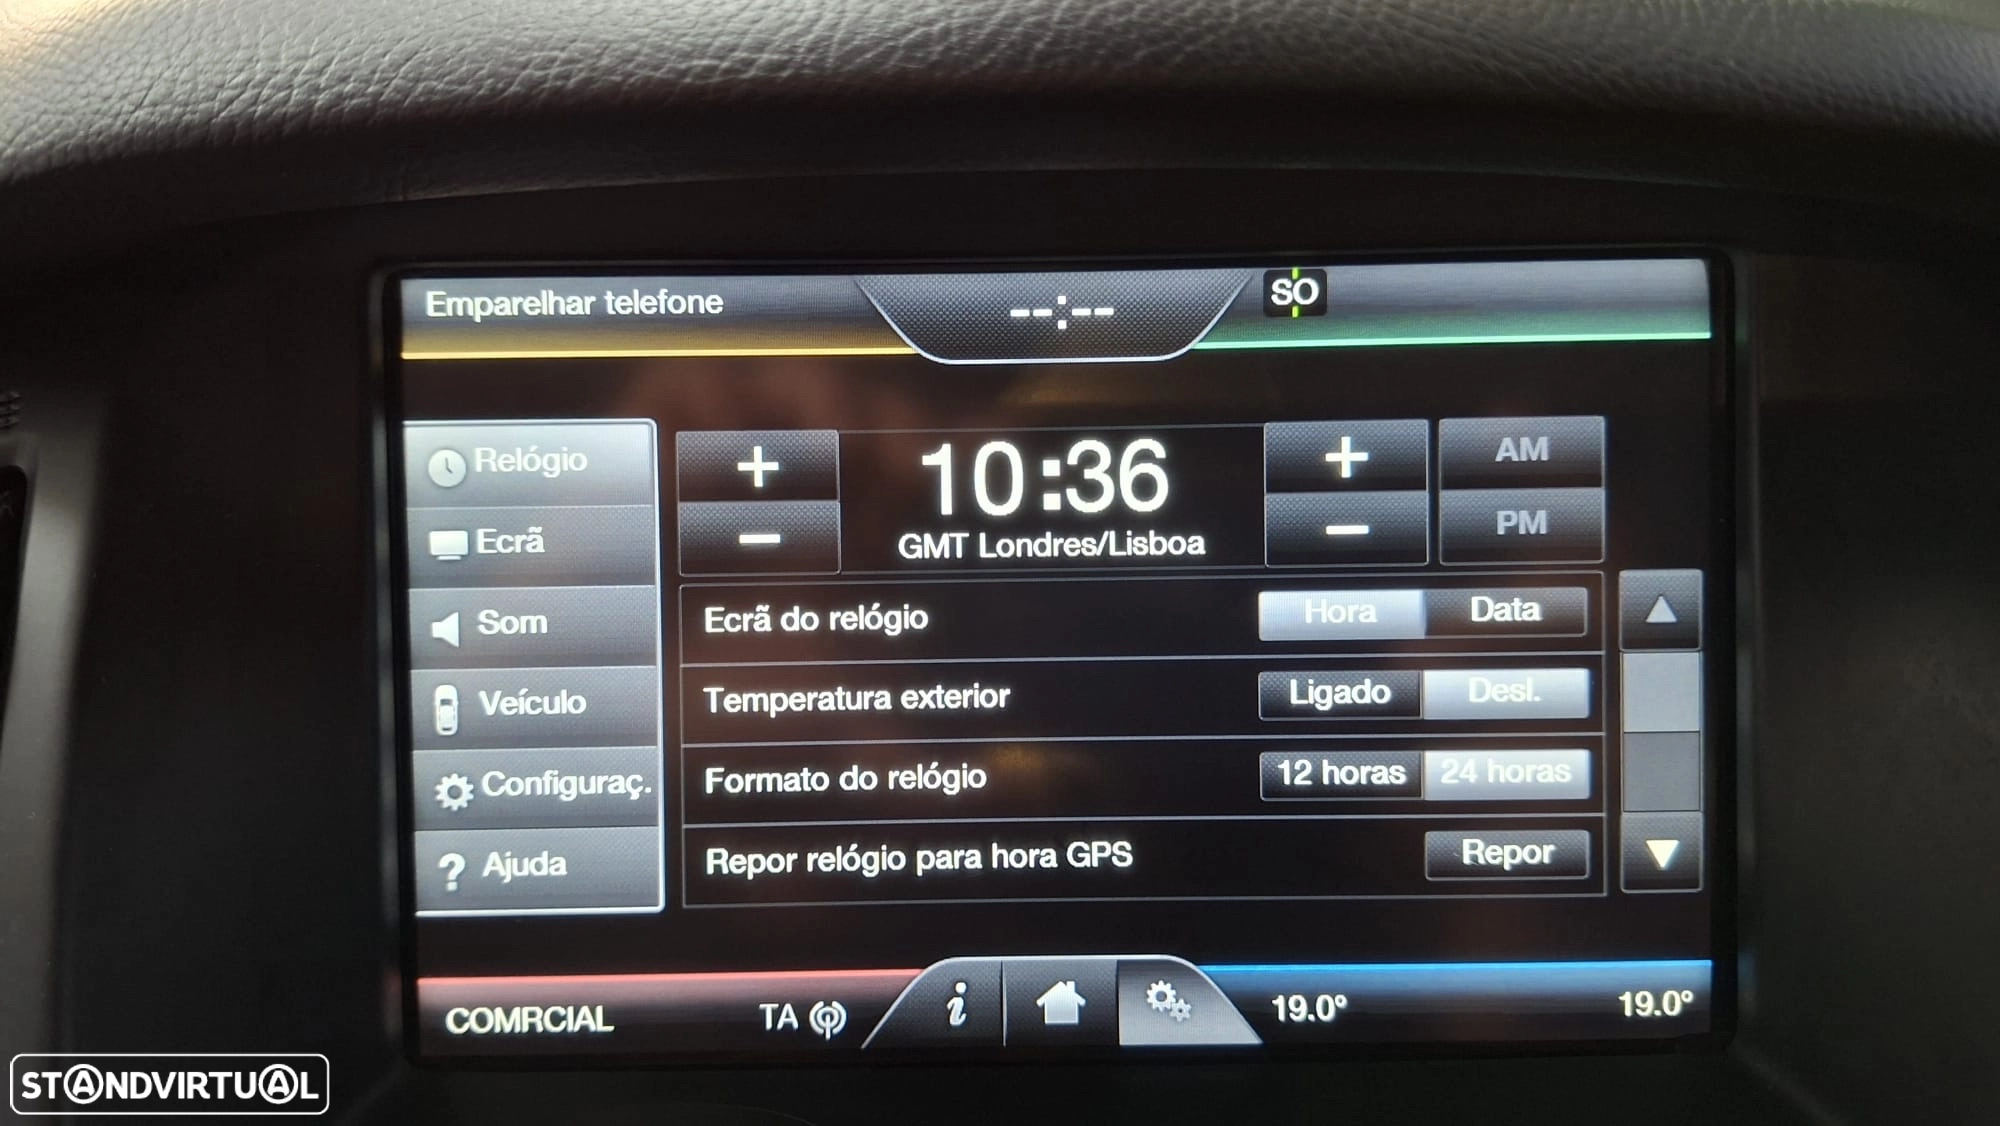 Emparelhar telefone
--:--
SO
Relógio
Ecrã
Som
Veículo
Configuraç.
? Ajuda
+
−
10:36
GMT Londres/Lisboa
+
−
AM
PM
Ecrã do relógio Hora Data
Temperatura exterior Ligado Desl.
Formato do relógio 12 horas 24 horas
Repor relógio para hora GPS Repor
COMRCIAL TA i 19.0° 19.0°
STANDVIRTUAL